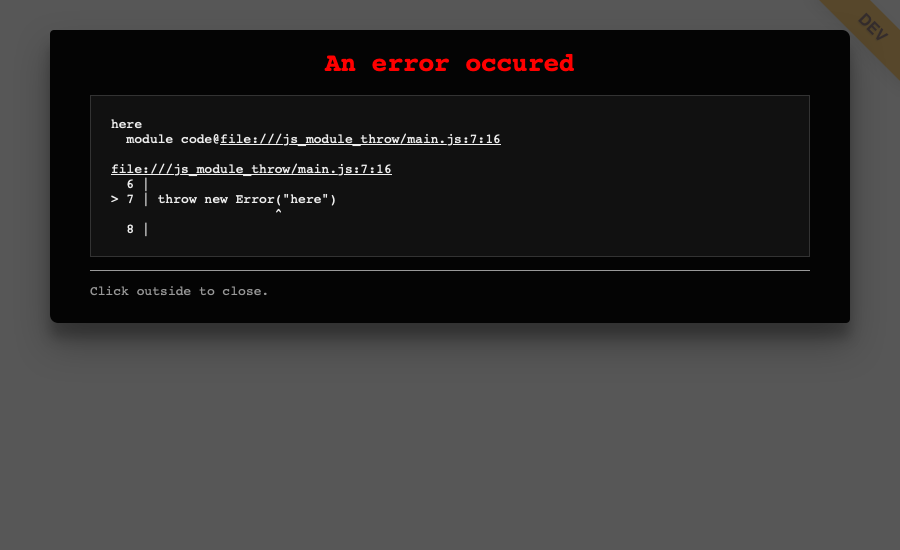 DEV
An error occured
here
  module code@file:///js_module_throw/main.js:7:16
file:///js_module_throw/main.js:7:16
  6 |
> 7 | throw new Error("here")
                     ^
  8 |
Click outside to close.